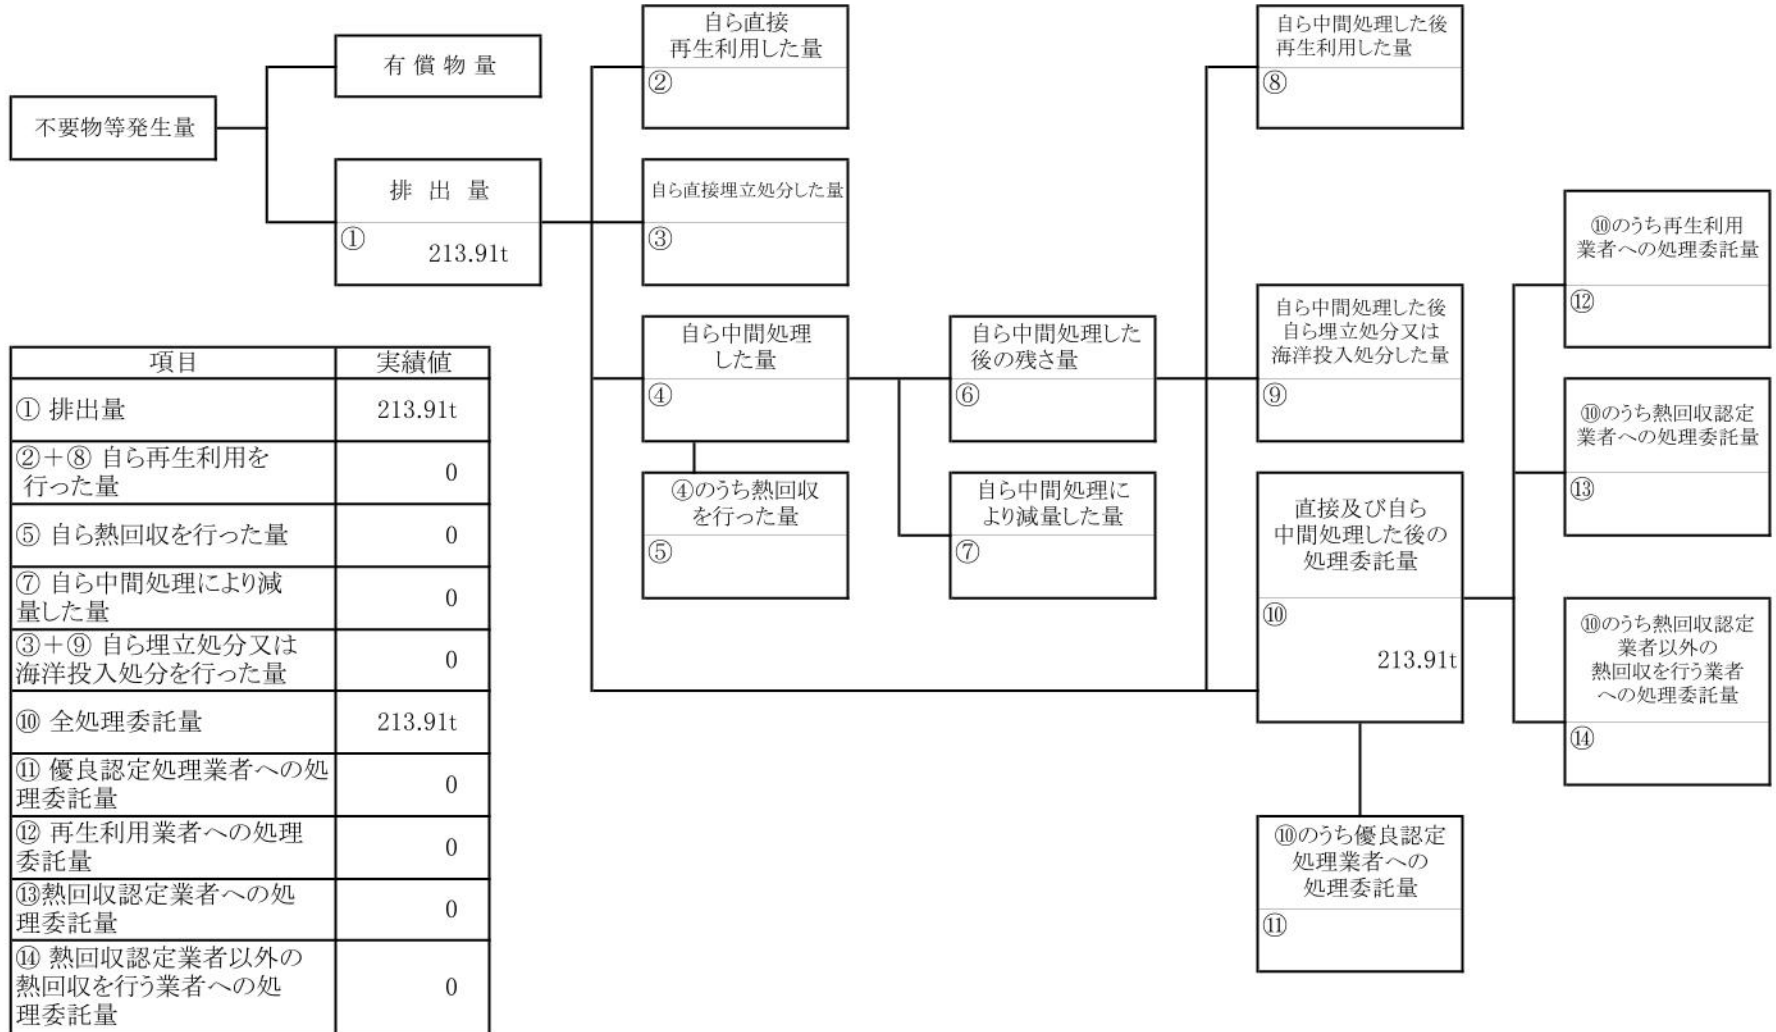 不要物等発生量
有償物量
排出量
①
213.91t
自ら直接
再生利用した量
②
自ら直接埋立処分した量
③
自ら中間処理
した量
④
④のうち熱回収
を行った量
⑤
自ら中間処理した
後の残さ量
⑥
自ら中間処理に
より減量した量
⑦
自ら中間処理した後
再生利用した量
⑧
自ら中間処理した後
自ら埋立処分又は
海洋投入処分した量
⑨
直接及び自ら
中間処理した後の
処理委託量
⑩
213.91t
⑩のうち優良認定
処理業者への
処理委託量
⑪
⑩のうち再生利用
業者への処理委託量
⑫
⑩のうち熱回収認定
業者への処理委託量
⑬
⑩のうち熱回収認定
業者以外の
熱回収を行う業者
への処理委託量
⑭
項目 実績値
① 排出量 213.91t
②+⑧ 自ら再生利用を
行った量 0
⑤ 自ら熱回収を行った量 0
⑦ 自ら中間処理により減
量した量 0
③+⑨ 自ら埋立処分又は
海洋投入処分を行った量 0
⑩ 全処理委託量 213.91t
⑪ 優良認定処理業者への処
理委託量 0
⑫ 再生利用業者への処理
委託量 0
⑬熱回収認定業者への処
理委託量 0
⑭ 熱回収認定業者以外の
熱回収を行う業者への処 0
理委託量